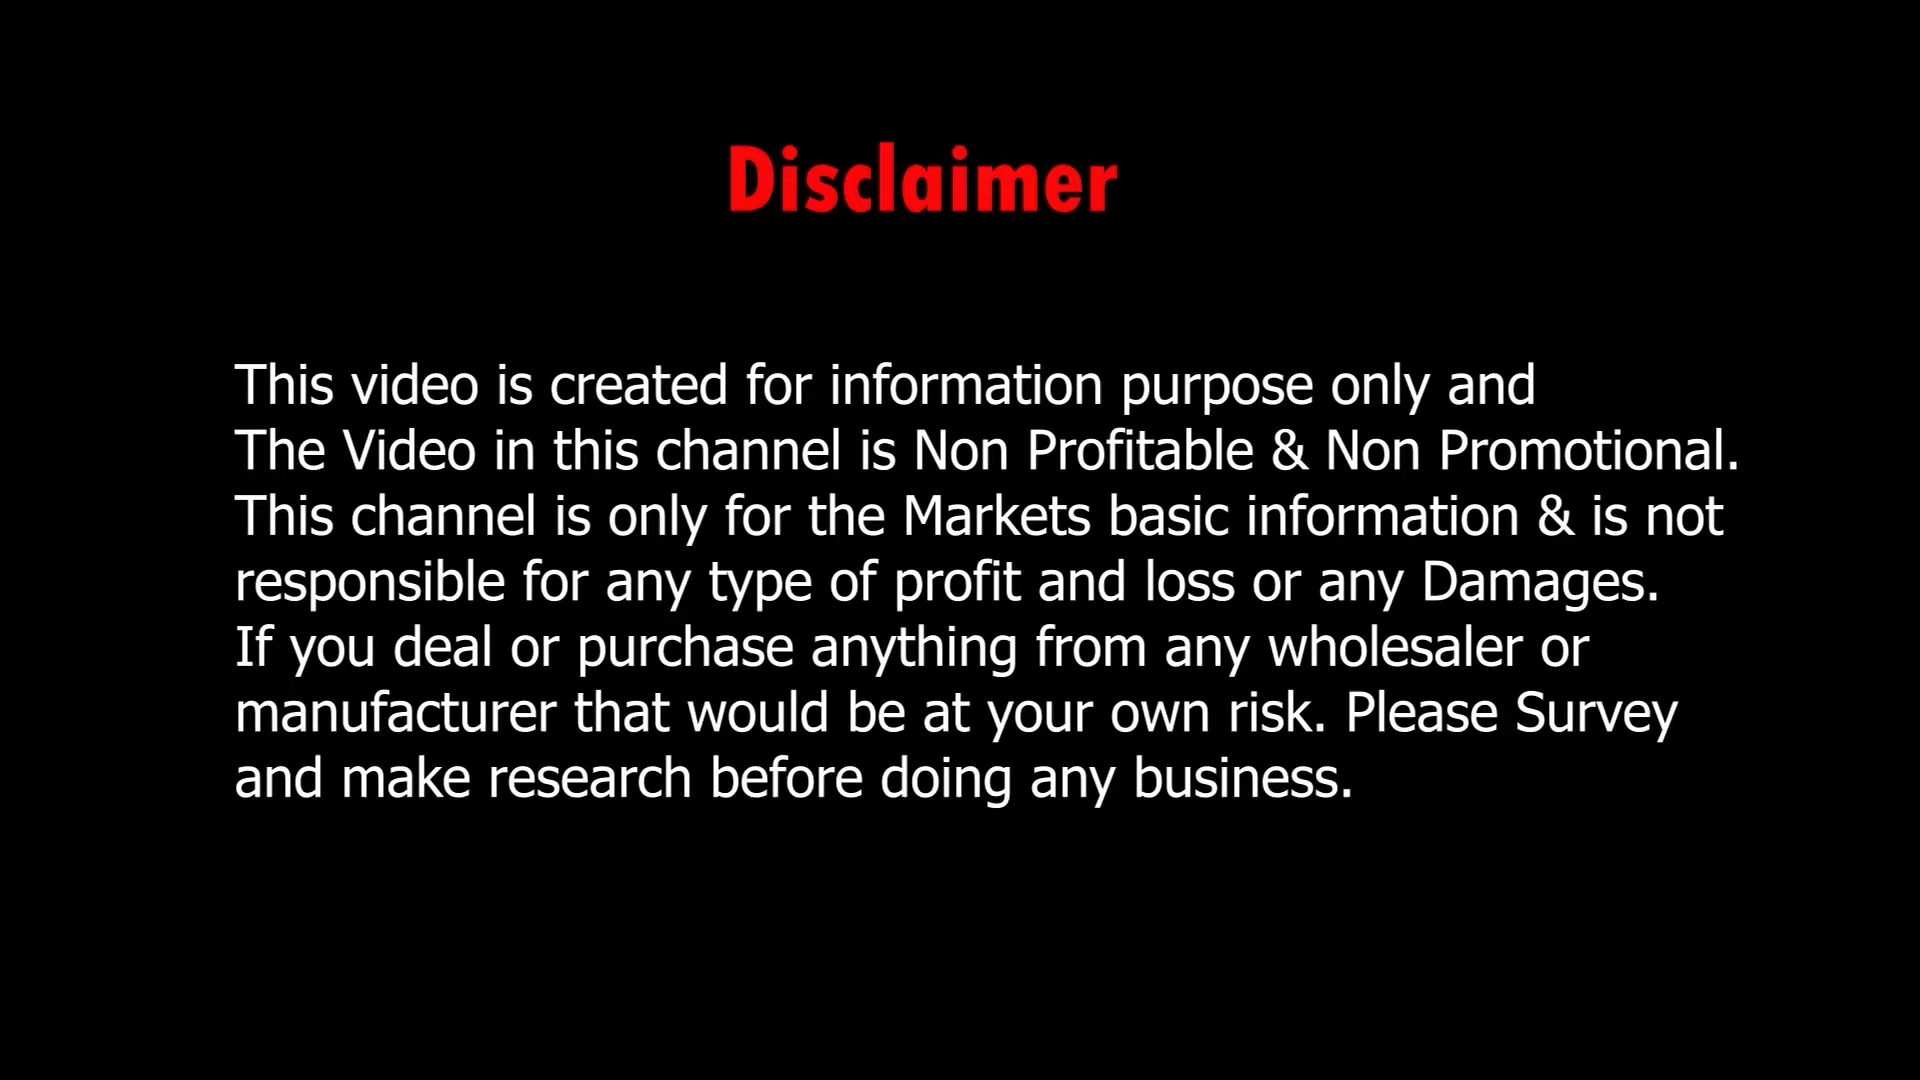 Disclaimer
This video is created for information purpose only and
The Video in this channel is Non Profitable & Non Promotional.
This channel is only for the Markets basic information & is not
responsible for any type of profit and loss or any Damages.
If you deal or purchase anything from any wholesaler or
manufacturer that would be at your own risk. Please Survey
and make research before doing any business.